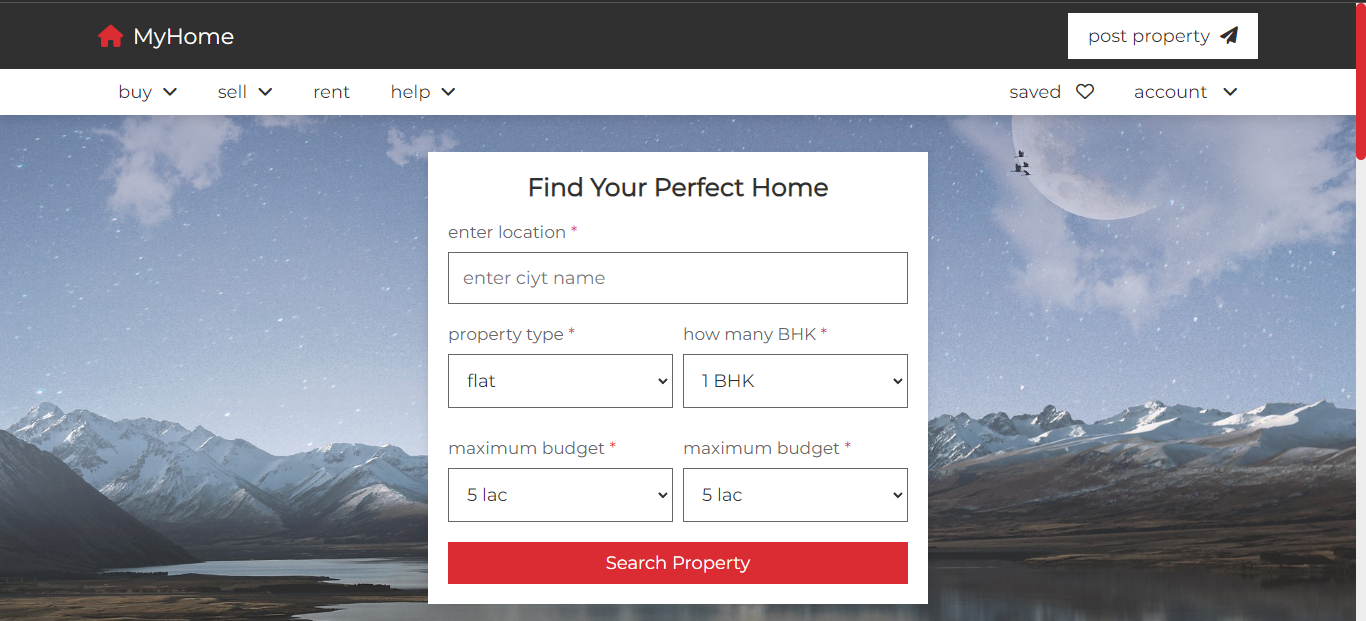 MyHome
post property
buy sell rent help saved account
Find Your Perfect Home
enter location *
enter ciyt name
property type * how many BHK *
flat 1 BHK
maximum budget * maximum budget *
5 lac 5 lac
Search Property